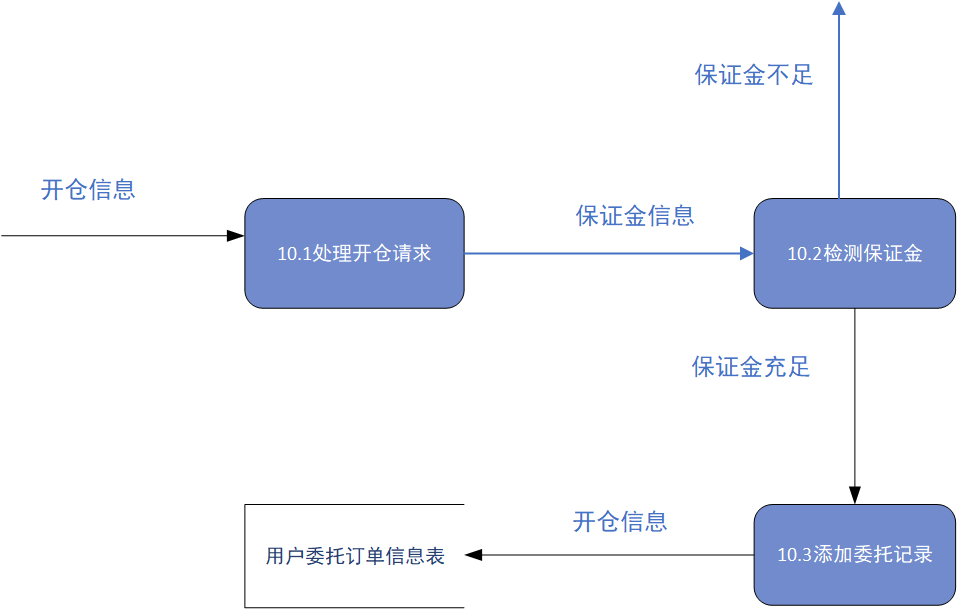 保证金不足
开仓信息
保证金信息
10.1处理开仓请求
10.2检测保证金
保证金充足
开仓信息
用户委托订单信息表
10.3添加委托记录